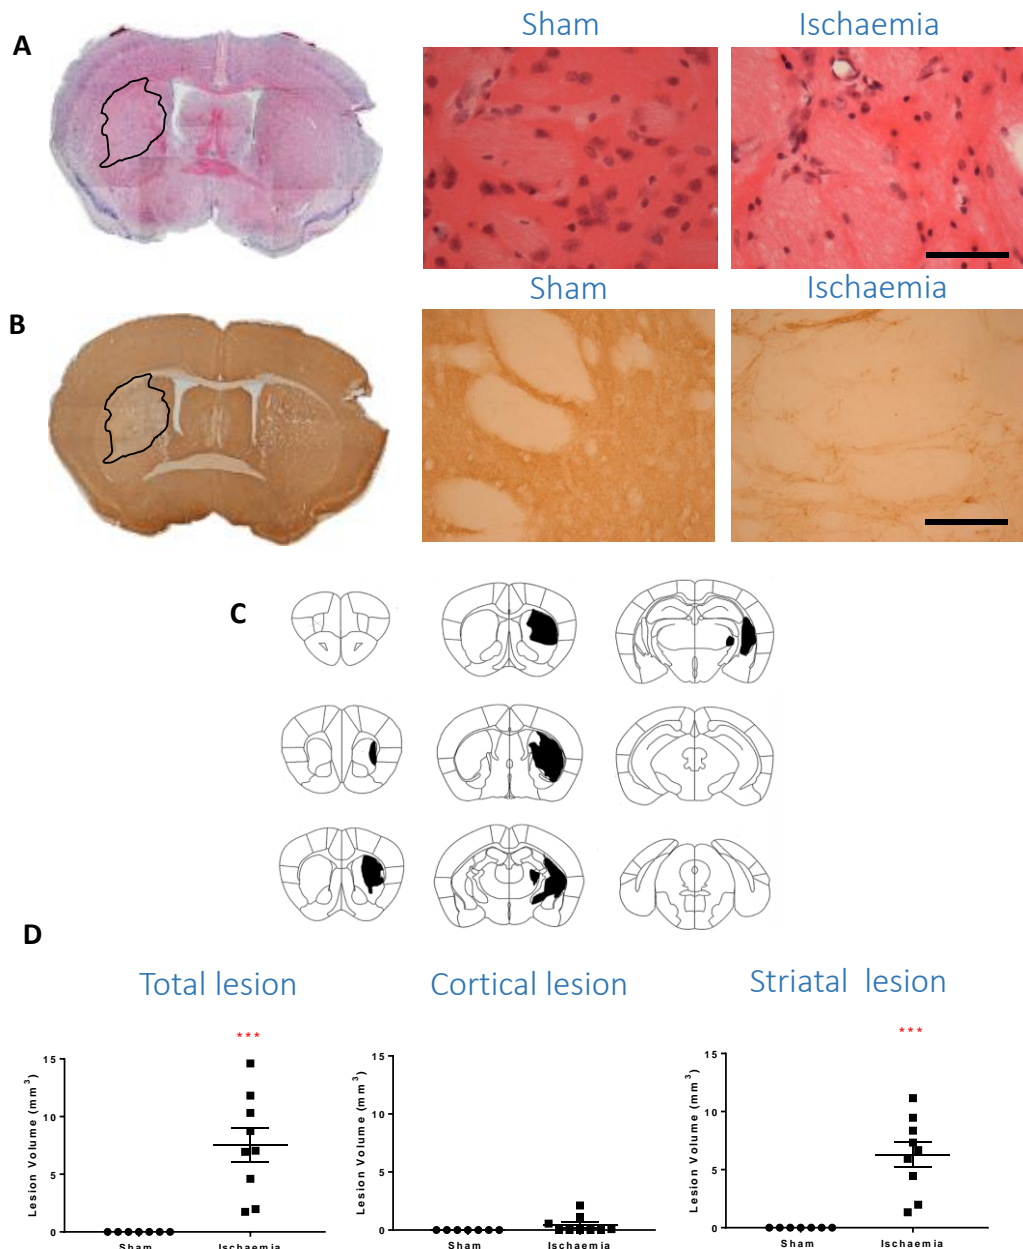 A
Sham
Ischaemia
B
Sham
Ischaemia
C
D
Total lesion
Cortical lesion
Striatal lesion
***
***
Lesion Volume (mm3)
15
10
5
0
Sham
Ischaemia
Lesion Volume (mm3)
15
10
5
0
Sham
Ischaemia
Lesion Volume (mm3)
15
10
5
0
Sham
Ischaemia